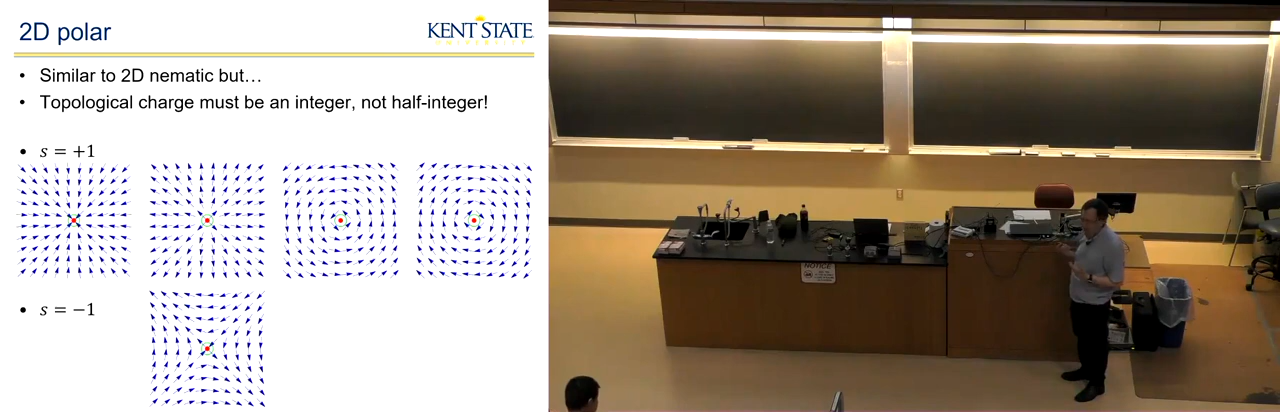 2D polar
KENT STATE
UNIVERSITY
• Similar to 2D nematic but…
• Topological charge must be an integer, not half-integer!
• s = +1
• s = −1
NOTICE